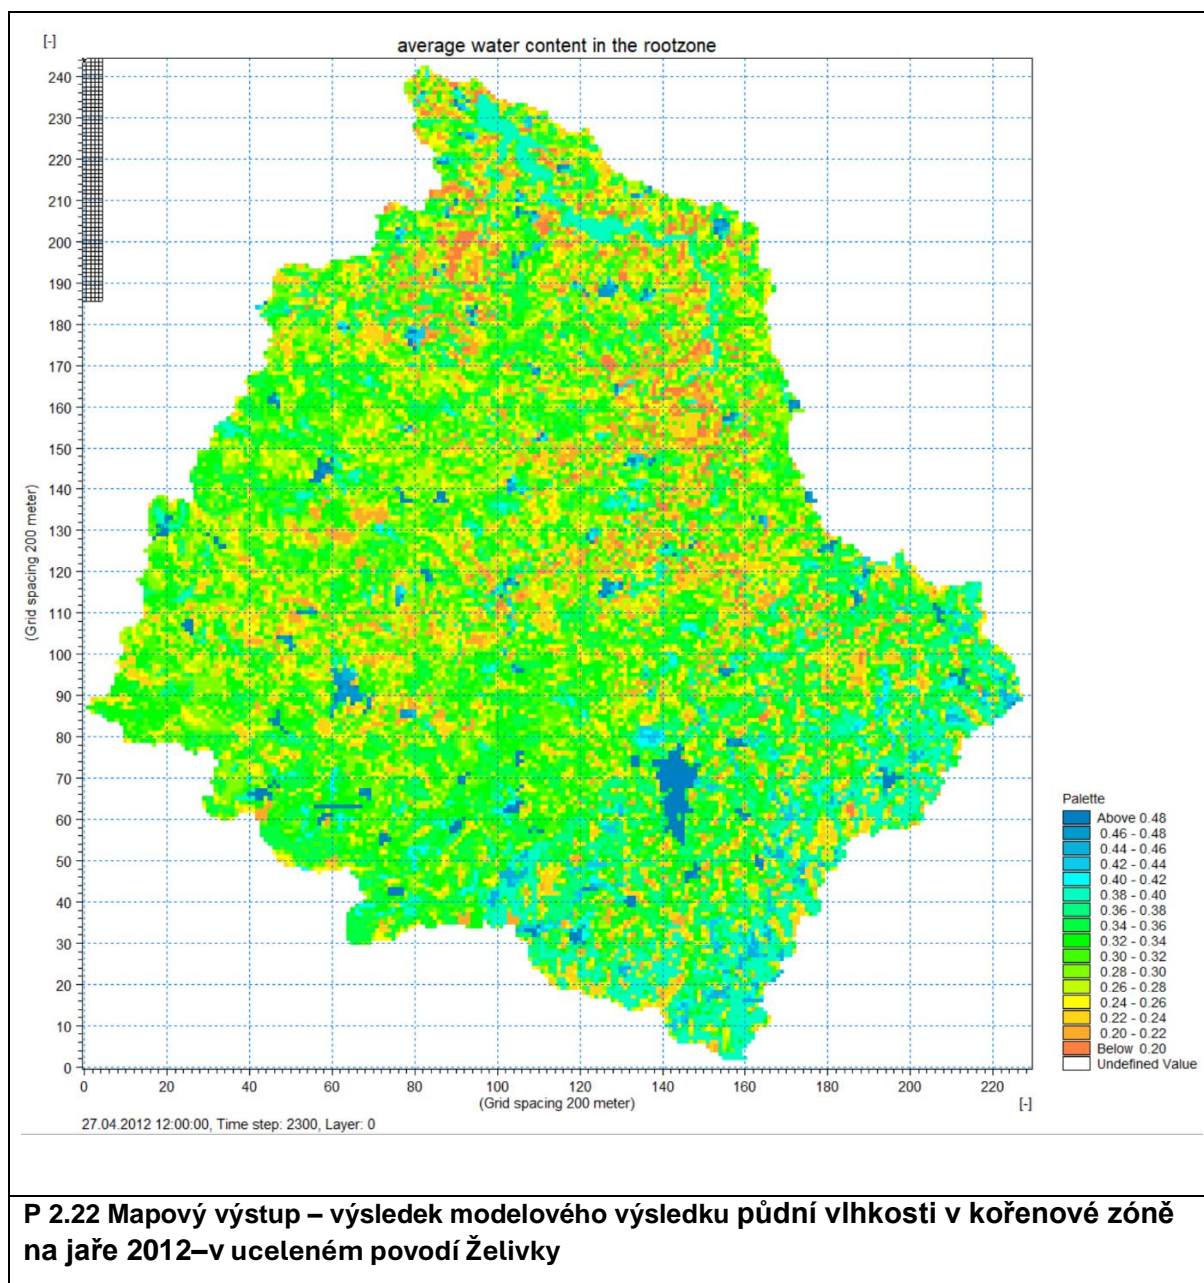 [-]
average water content in the rootzone
240
230
220
210
200
190
180
170
160
150
140
130
120
110
100
90
80
70
60
50
40
30
20
10
0
(Grid spacing 200 meter)
0 20 40 60 80 100 120 140 160 180 200 220
(Grid spacing 200 meter)
[-]
27.04.2012 12:00:00, Time step: 2300, Layer: 0
Palette
Above 0.48
0.46 - 0.48
0.44 - 0.46
0.42 - 0.44
0.40 - 0.42
0.38 - 0.40
0.36 - 0.38
0.34 - 0.36
0.32 - 0.34
0.30 - 0.32
0.28 - 0.30
0.26 - 0.28
0.24 - 0.26
0.22 - 0.24
0.20 - 0.22
Below 0.20
Undefined Value
P 2.22 Mapový výstup – výsledek modelového výsledku půdní vlhkosti v kořenové zóně
na jaře 2012–v uceleném povodí Želivky